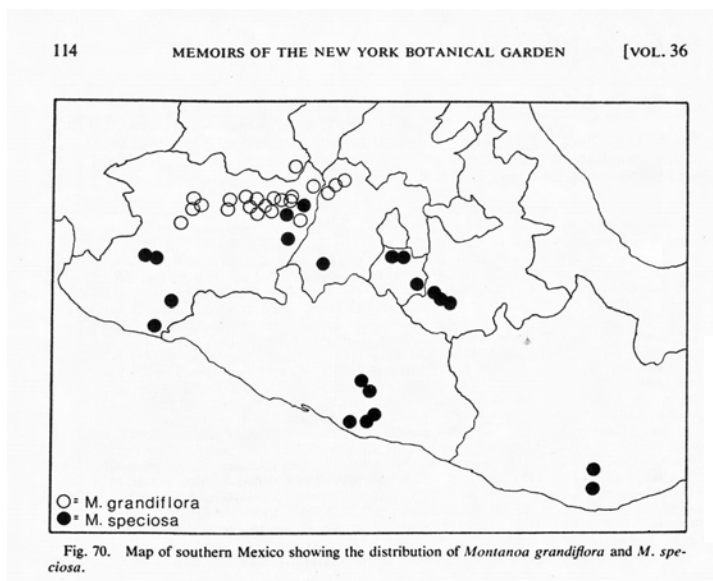 114 MEMOIRS OF THE NEW YORK BOTANICAL GARDEN [VOL. 36
○= M. grandiflora
●= M. speciosa
Fig. 70. Map of southern Mexico showing the distribution of Montanoa grandiflora and M. spe-
ciosa.